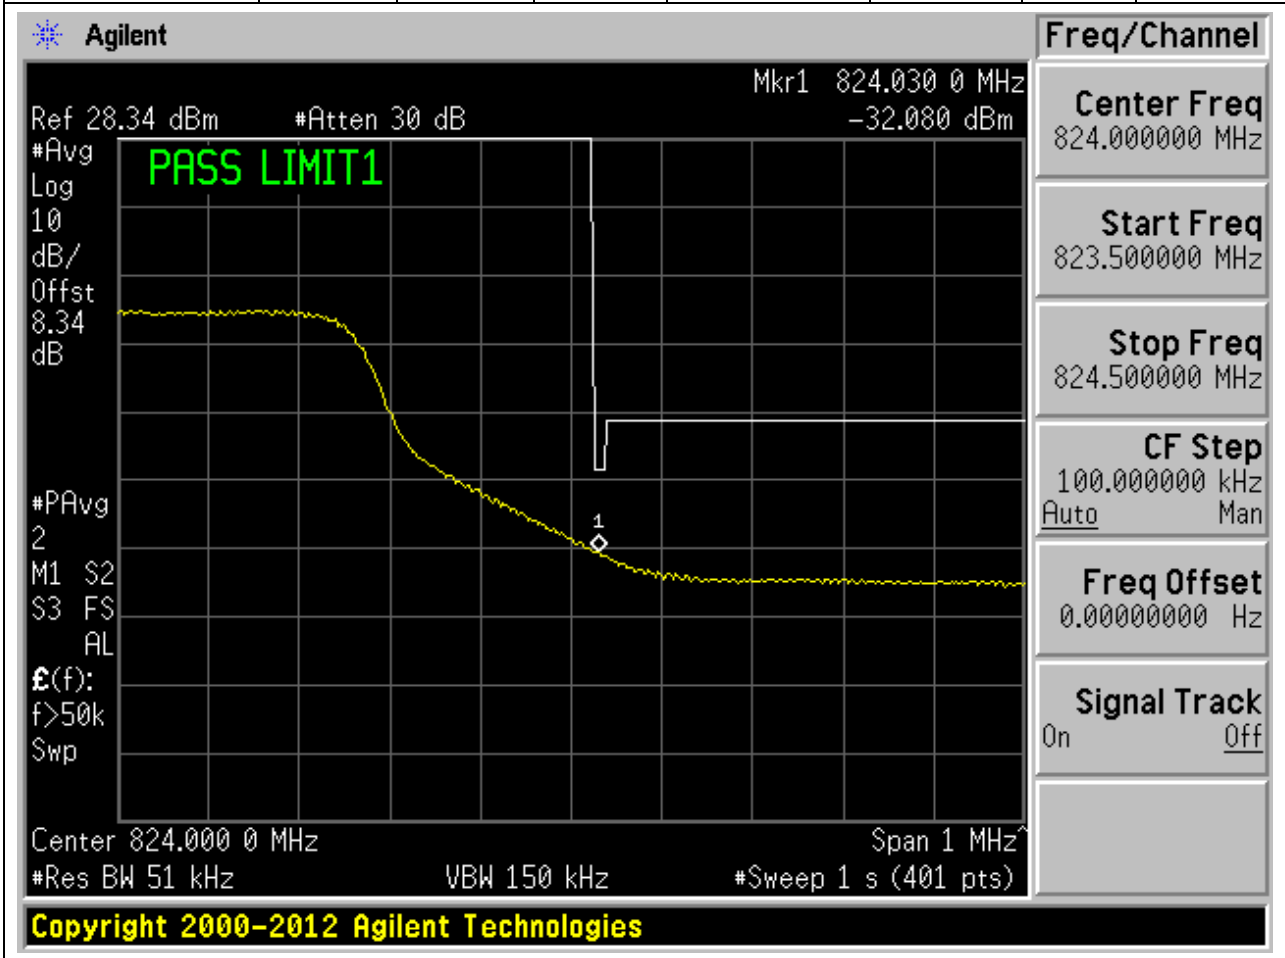 Agilent
Freq/Channel
Mkr1 824.030 0 MHz
Ref 28.34 dBm #Atten 30 dB -32.080 dBm
#Avg
Log
10
dB/
Offst
8.34
dB
PASS LIMIT1
1
#PAvg
2
M1 S2
S3 FS
AL
£(f):
f>50k
Swp
Center 824.000 0 MHz Span 1 MHz^
#Res BW 51 kHz VBW 150 kHz #Sweep 1 s (401 pts)
Copyright 2000-2012 Agilent Technologies
Center Freq
824.000000 MHz
Start Freq
823.500000 MHz
Stop Freq
824.500000 MHz
CF Step
100.000000 kHz
Auto Man
Freq Offset
0.00000000 Hz
Signal Track
On Off